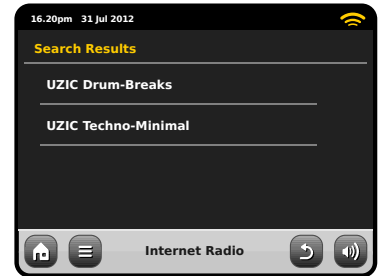 16.20pm 31 Jul 2012
Search Results
UZIC Drum-Breaks
UZIC Techno-Minimal
Internet Radio